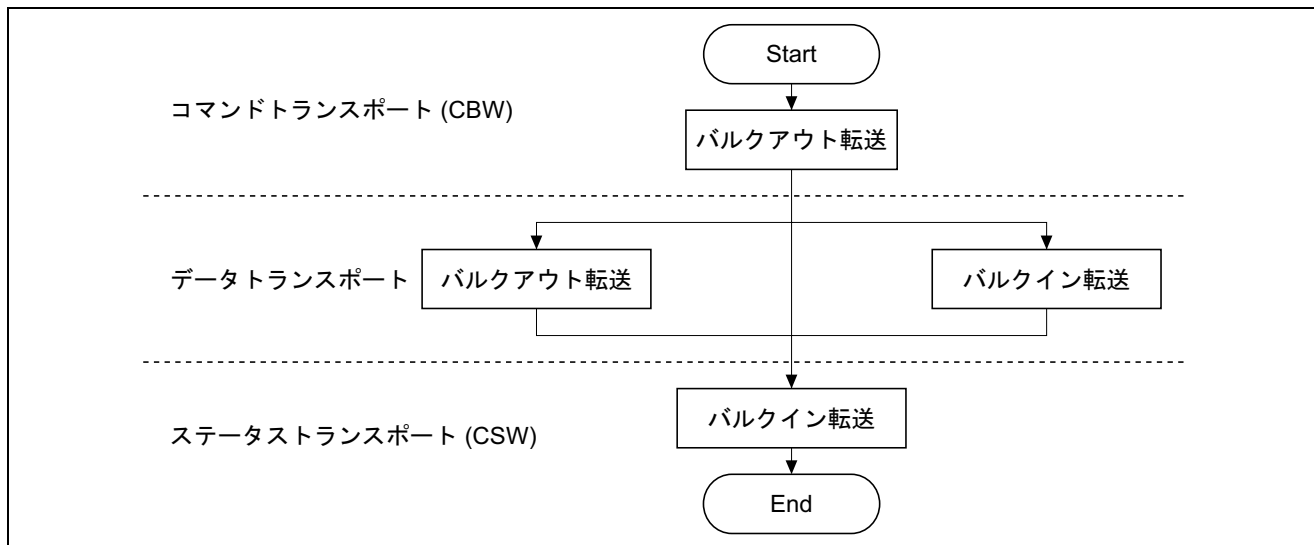 Start
コマンドトランスポート (CBW)
バルクアウト転送
データトランスポート
バルクアウト転送
バルクイン転送
バルクイン転送
ステータストランスポート (CSW)
End